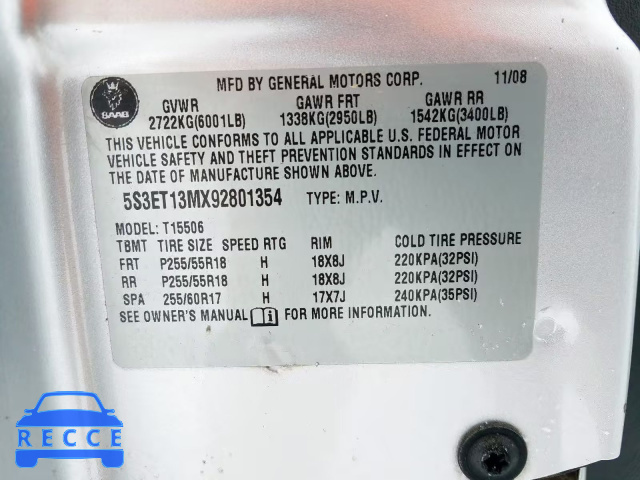 MFD BY GENERAL MOTORS CORP. 11/08
SAAB
GVWR GAWR FRT GAWR RR
2722KG(6001LB) 1338KG(2950LB) 1542KG(3400LB)
THIS VEHICLE CONFORMS TO ALL APPLICABLE U.S. FEDERAL MOTOR
VEHICLE SAFETY AND THEFT PREVENTION STANDARDS IN EFFECT ON
THE DATE OF MANUFACTURE SHOWN ABOVE.
5S3ET13MX92801354 TYPE: M.P.V.
MODEL: T15506
TBMT TIRE SIZE SPEED RTG RIM COLD TIRE PRESSURE
FRT P255/55R18 H 18X8J 220KPA(32PSI)
RR P255/55R18 H 18X8J 220KPA(32PSI)
SPA 255/60R17 H 17X7J 240KPA(35PSI)
SEE OWNER'S MANUAL i FOR MORE INFORMATION.
RECCE